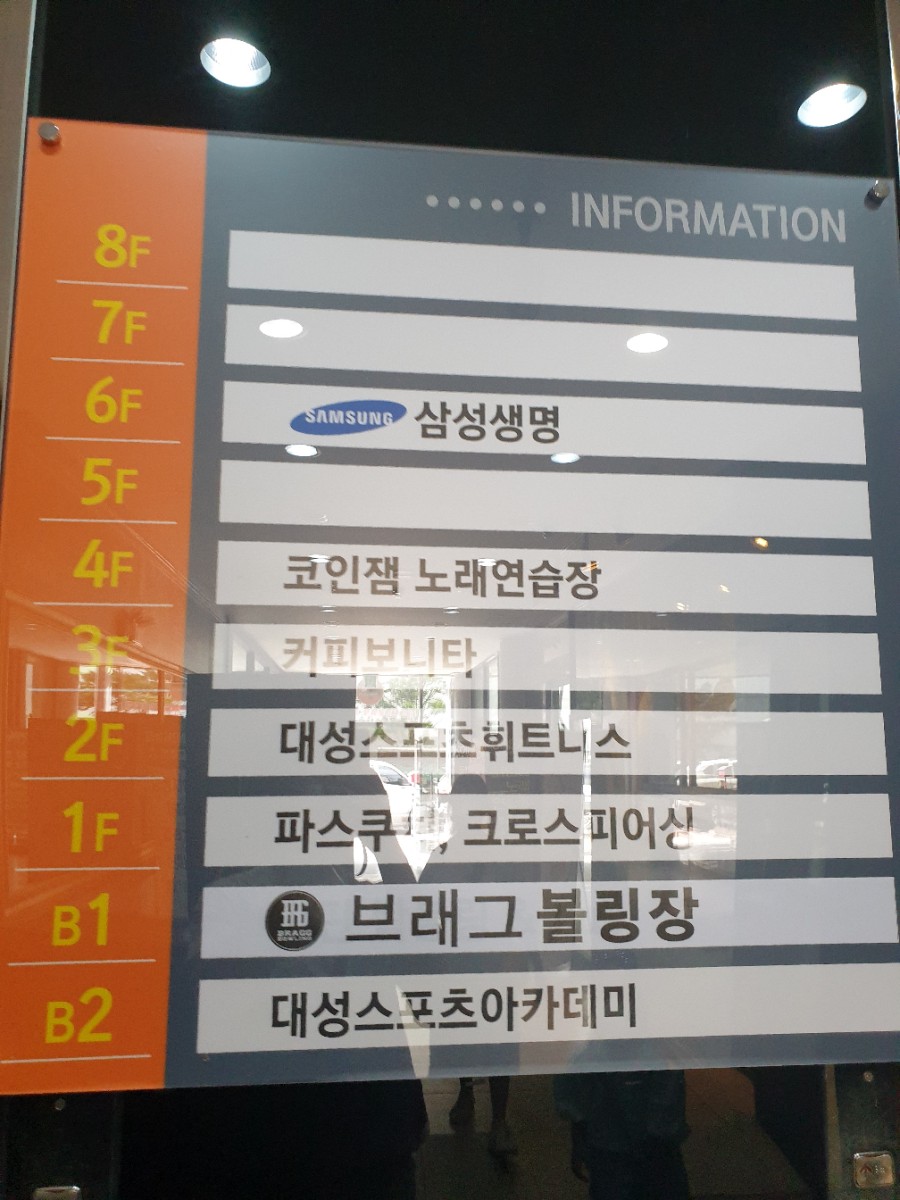 •••••• INFORMATION
8F
7F
6F SAMSUNG 삼성생명
5F
4F 코인잼 노래연습장
3F 커피보니타
2F 대성스포츠휘트니스
1F 크로스피어싱
B1 BRAGG BOWLING 브래그 볼링장
B2 대성스포츠아카데미